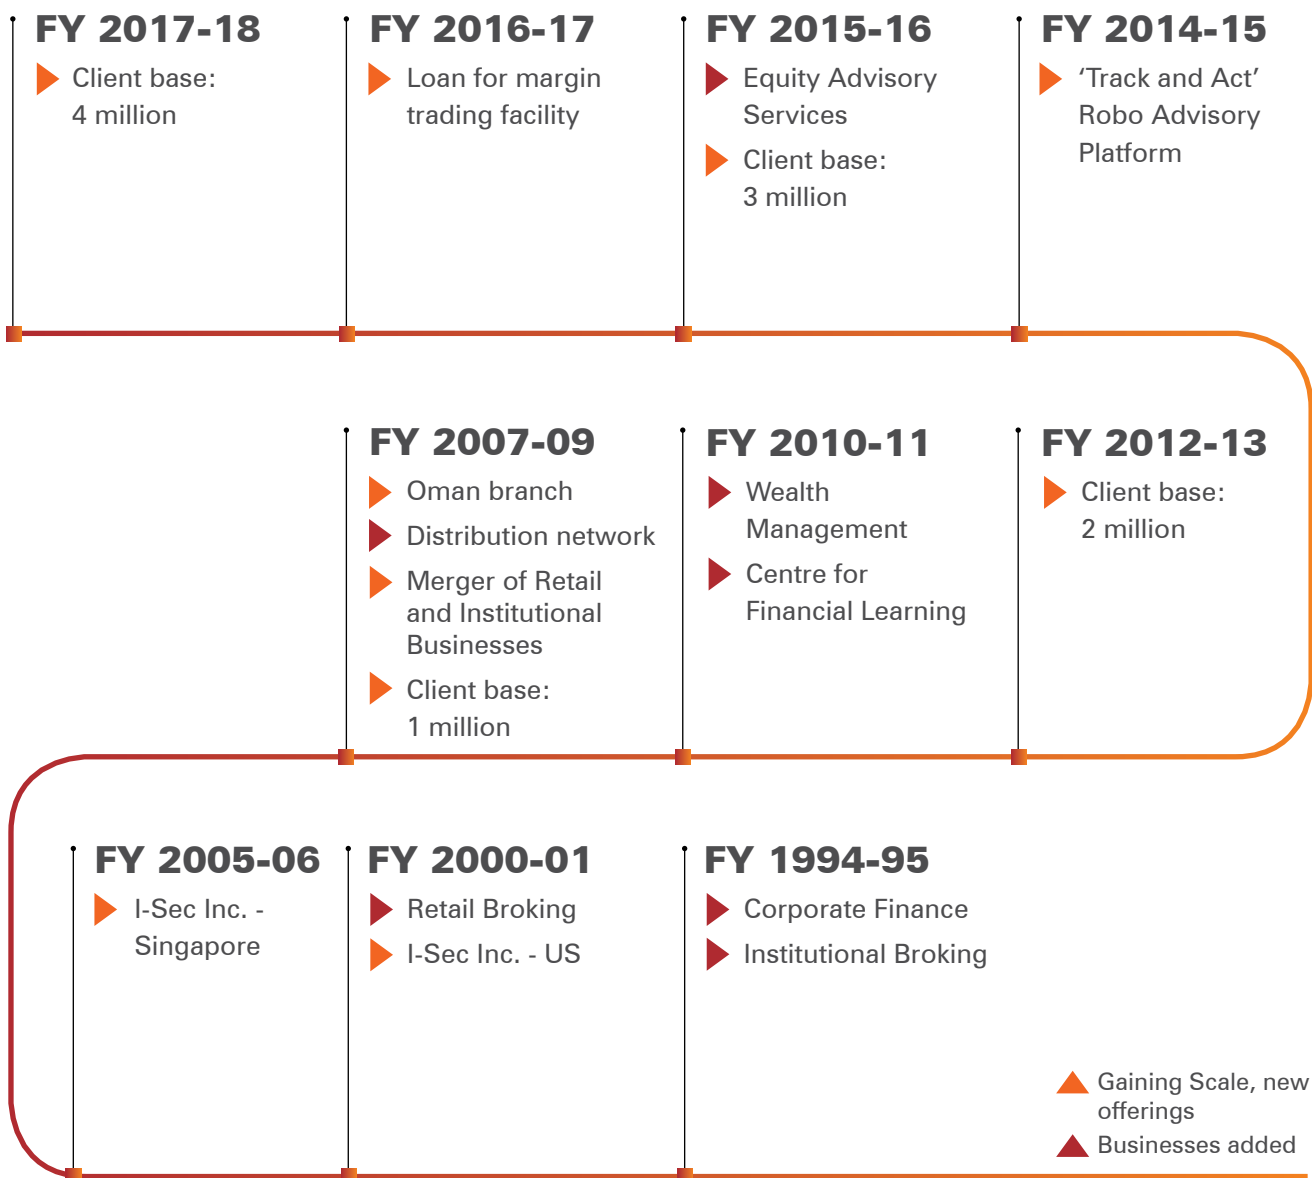 FY 2017-18
Client base:
4 million
FY 2016-17
Loan for margin
trading facility
FY 2015-16
Equity Advisory
Services
Client base:
3 million
FY 2014-15
‘Track and Act’
Robo Advisory
Platform
FY 2007-09
Oman branch
Distribution network
Merger of Retail
and Institutional
Businesses
Client base:
1 million
FY 2010-11
Wealth
Management
Centre for
Financial Learning
FY 2012-13
Client base:
2 million
FY 2005-06
I-Sec Inc. -
Singapore
FY 2000-01
Retail Broking
I-Sec Inc. - US
FY 1994-95
Corporate Finance
Institutional Broking
Gaining Scale, new
offerings
Businesses added